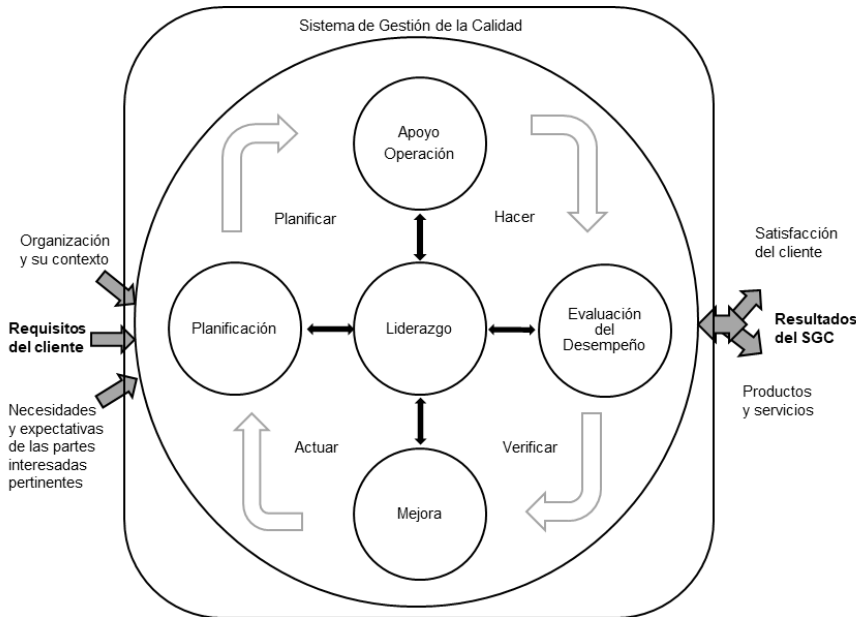 Sistema de Gestión de la Calidad
Apoyo
Operación
Planificar
Hacer
Organización
y su contexto
Satisfacción
del cliente
Requisitos
del cliente
Planificación
Liderazgo
Evaluación
del
Desempeño
Resultados
del SGC
Necesidades
y expectativas
de las partes
interesadas
pertinentes
Productos
y servicios
Actuar
Verificar
Mejora